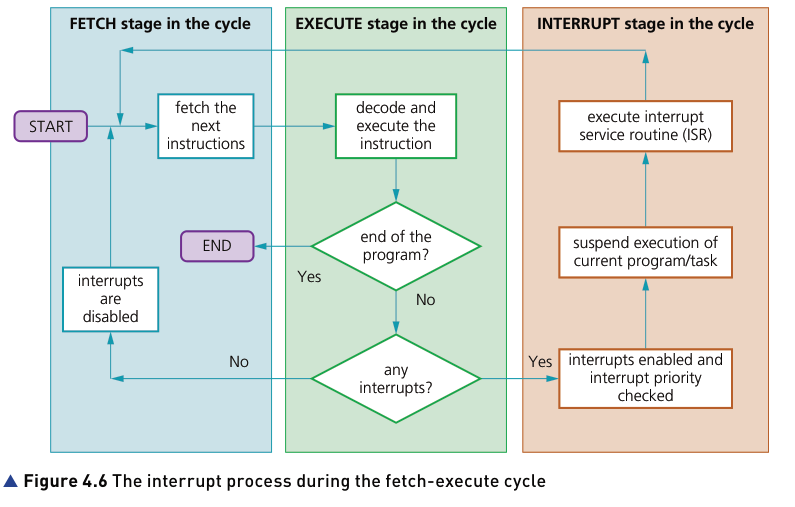 FETCH stage in the cycle
EXECUTE stage in the cycle
INTERRUPT stage in the cycle
START
fetch the
next
instructions
decode and
execute the
instruction
execute interrupt
service routine (ISR)
END
end of the
program?
suspend execution of
current program/task
Yes
interrupts
are
disabled
No
No
any
interrupts?
Yes
interrupts enabled and
interrupt priority
checked
▲ Figure 4.6 The interrupt process during the fetch-execute cycle